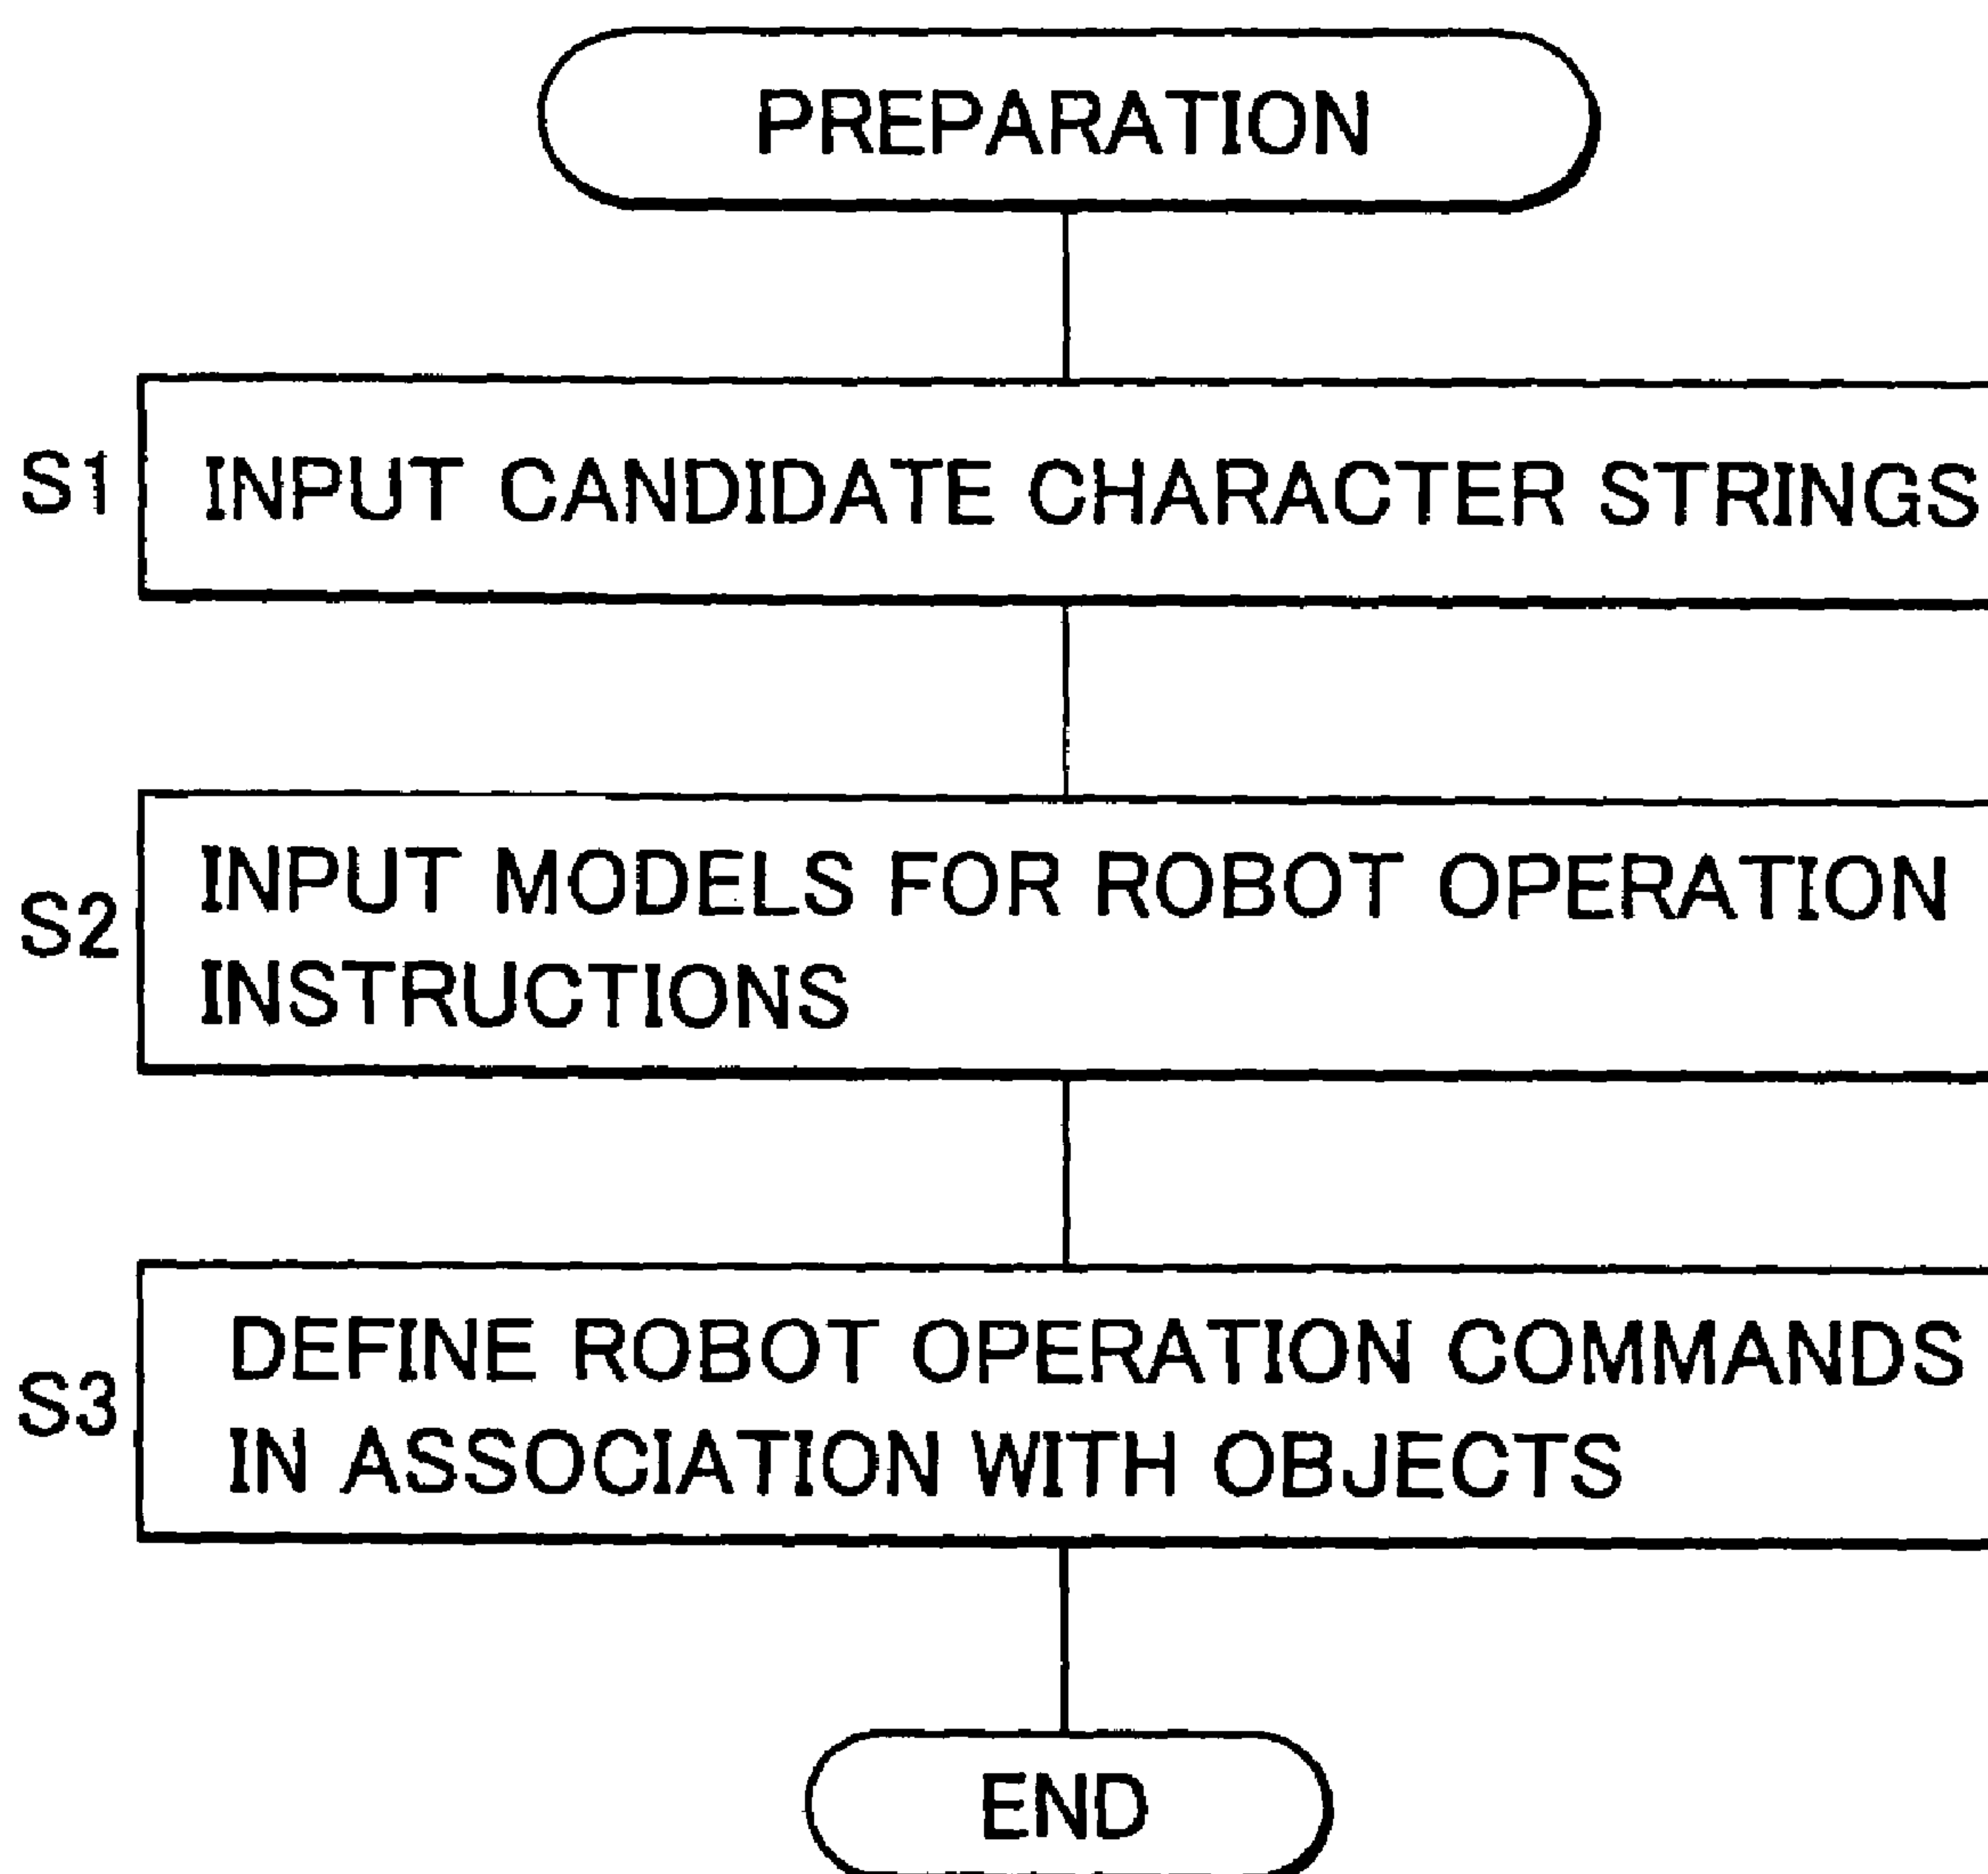 PREPARATION
S1
INPUT CANDIDATE CHARACTER STRINGS
S2
INPUT MODELS FOR ROBOT OPERATION
INSTRUCTIONS
S3
DEFINE ROBOT OPERATION COMMANDS
IN ASSOCIATION WITH OBJECTS
END